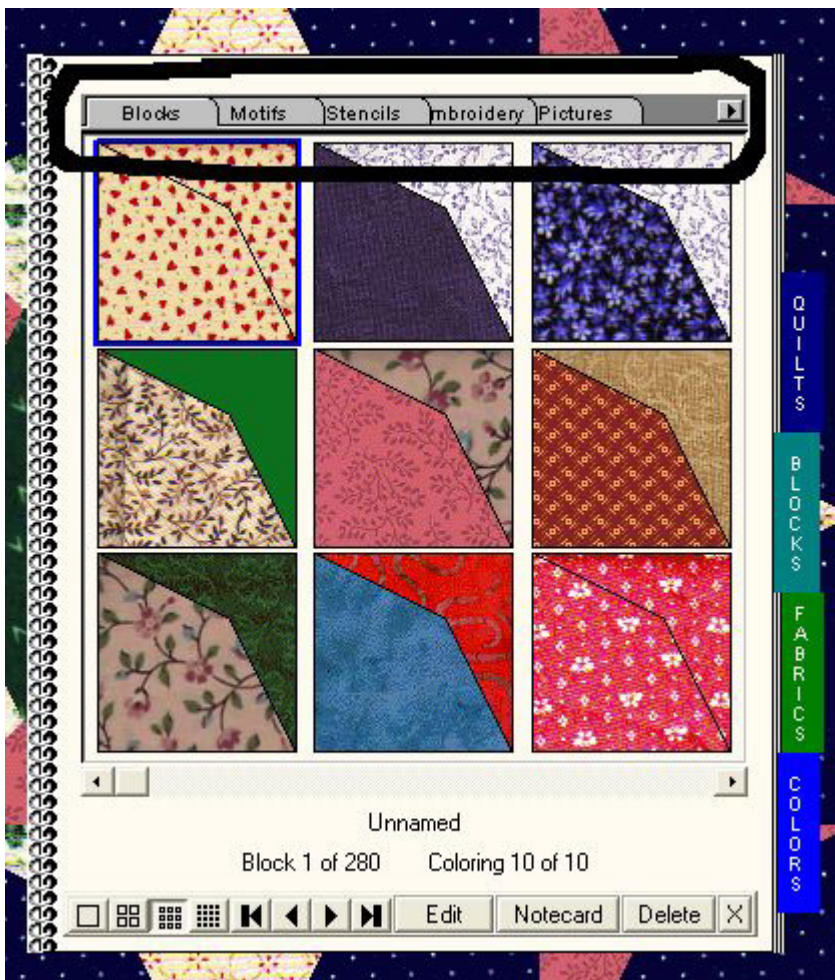 Blocks Motifs Stencils mbroidery Pictures
QUILTS
BLOCKS
FABRICS
COLORS
Unnamed
Block 1 of 280 Coloring 10 of 10
Edit Notecard Delete X